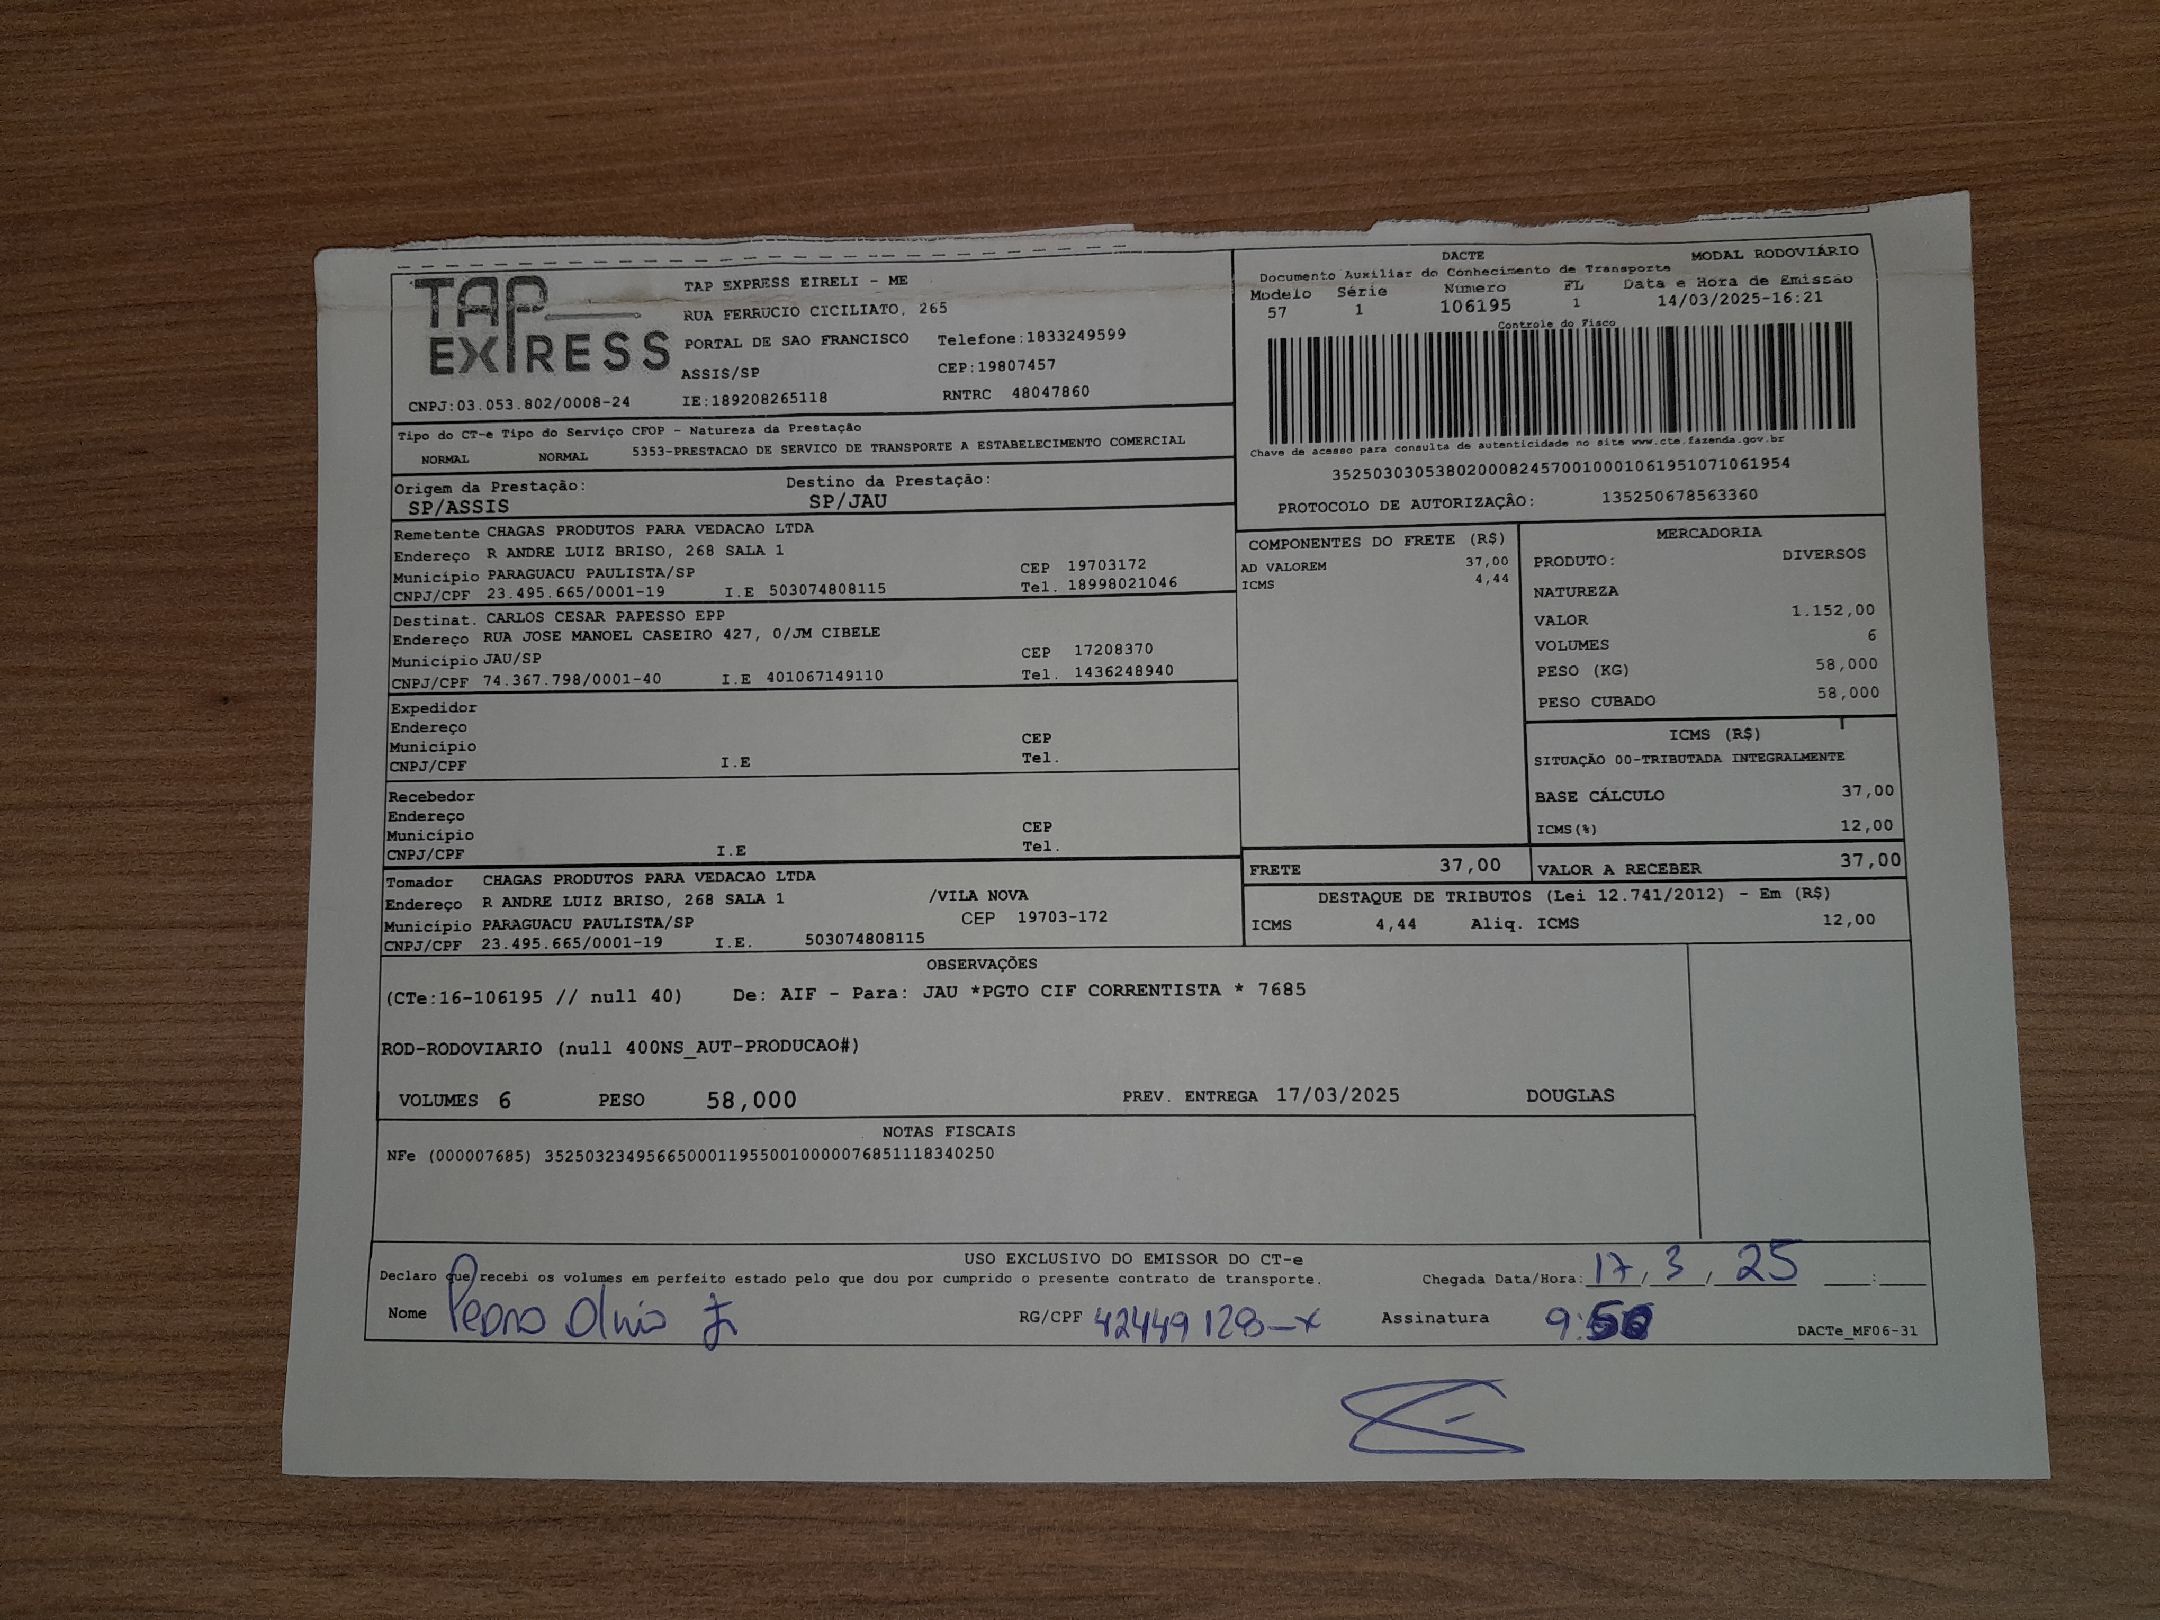 TAP EXPRESS
TAP EXPRESS EIRELI - ME
RUA FERRUCIO CICILIATO, 265
PORTAL DE SAO FRANCISCO Telefone:1833249599
ASSIS/SP CEP:19807457
CNPJ:03.053.802/0008-24 IE:189208265118 RNTRC 48047860
DACTE MODAL RODOVIÁRIO
Documento Auxiliar do Conhecimento de Transporte
Modelo Série Número FL Data e Hora de Emissão
57 1 106195 1 14/03/2025-16:21
Controle do Fisco
Chave de acesso para consulta de autenticidade no site www.cte.fazenda.gov.br
35250303053802000824570010001061951071061954
PROTOCOLO DE AUTORIZAÇÃO: 135250678563360
Tipo do CT-e Tipo do Serviço CFOP - Natureza da Prestação
NORMAL NORMAL 5353-PRESTACAO DE SERVICO DE TRANSPORTE A ESTABELECIMENTO COMERCIAL
Origem da Prestação: Destino da Prestação:
SP/ASSIS SP/JAU
Remetente CHAGAS PRODUTOS PARA VEDACAO LTDA
Endereço R ANDRE LUIZ BRISO, 268 SALA 1
Município PARAGUACU PAULISTA/SP CEP 19703172
CNPJ/CPF 23.495.665/0001-19 I.E 503074808115 Tel. 18998021046
Destinat. CARLOS CESAR PAPESSO EPP
Endereço RUA JOSE MANOEL CASEIRO 427, 0/JM CIBELE
Município JAU/SP CEP 17208370
CNPJ/CPF 74.367.798/0001-40 I.E 401067149110 Tel. 1436248940
Expedidor
Endereço
Município CEP
CNPJ/CPF I.E Tel.
Recebedor
Endereço
Município CEP
CNPJ/CPF I.E Tel.
Tomador CHAGAS PRODUTOS PARA VEDACAO LTDA
Endereço R ANDRE LUIZ BRISO, 268 SALA 1 /VILA NOVA
Município PARAGUACU PAULISTA/SP CEP 19703-172
CNPJ/CPF 23.495.665/0001-19 I.E. 503074808115
COMPONENTES DO FRETE (R$)
AD VALOREM 37,00
ICMS 4,44
MERCADORIA
PRODUTO: DIVERSOS
NATUREZA
VALOR 1.152,00
VOLUMES 6
PESO (KG) 58,000
PESO CUBADO 58,000
ICMS (R$)
SITUAÇÃO 00-TRIBUTADA INTEGRALMENTE
BASE CÁLCULO 37,00
ICMS(%) 12,00
FRETE 37,00 VALOR A RECEBER 37,00
DESTAQUE DE TRIBUTOS (Lei 12.741/2012) - Em (R$)
ICMS 4,44 Aliq. ICMS 12,00
OBSERVAÇÕES
(CTe:16-106195 // null 40) De: AIF - Para: JAU *PGTO CIF CORRENTISTA * 7685
ROD-RODOVIARIO (null 400NS_AUT-PRODUCAO#)
VOLUMES 6 PESO 58,000 PREV. ENTREGA 17/03/2025 DOUGLAS
NOTAS FISCAIS
NFe (000007685) 35250323495665000119550010000076851118340250
USO EXCLUSIVO DO EMISSOR DO CT-e
Declaro que recebi os volumes em perfeito estado pelo que dou por cumprido o presente contrato de transporte. Chegada Data/Hora: 17/3/25 :
Nome Pedro Jr RG/CPF 42449128-x Assinatura
DACTe_MF06-31